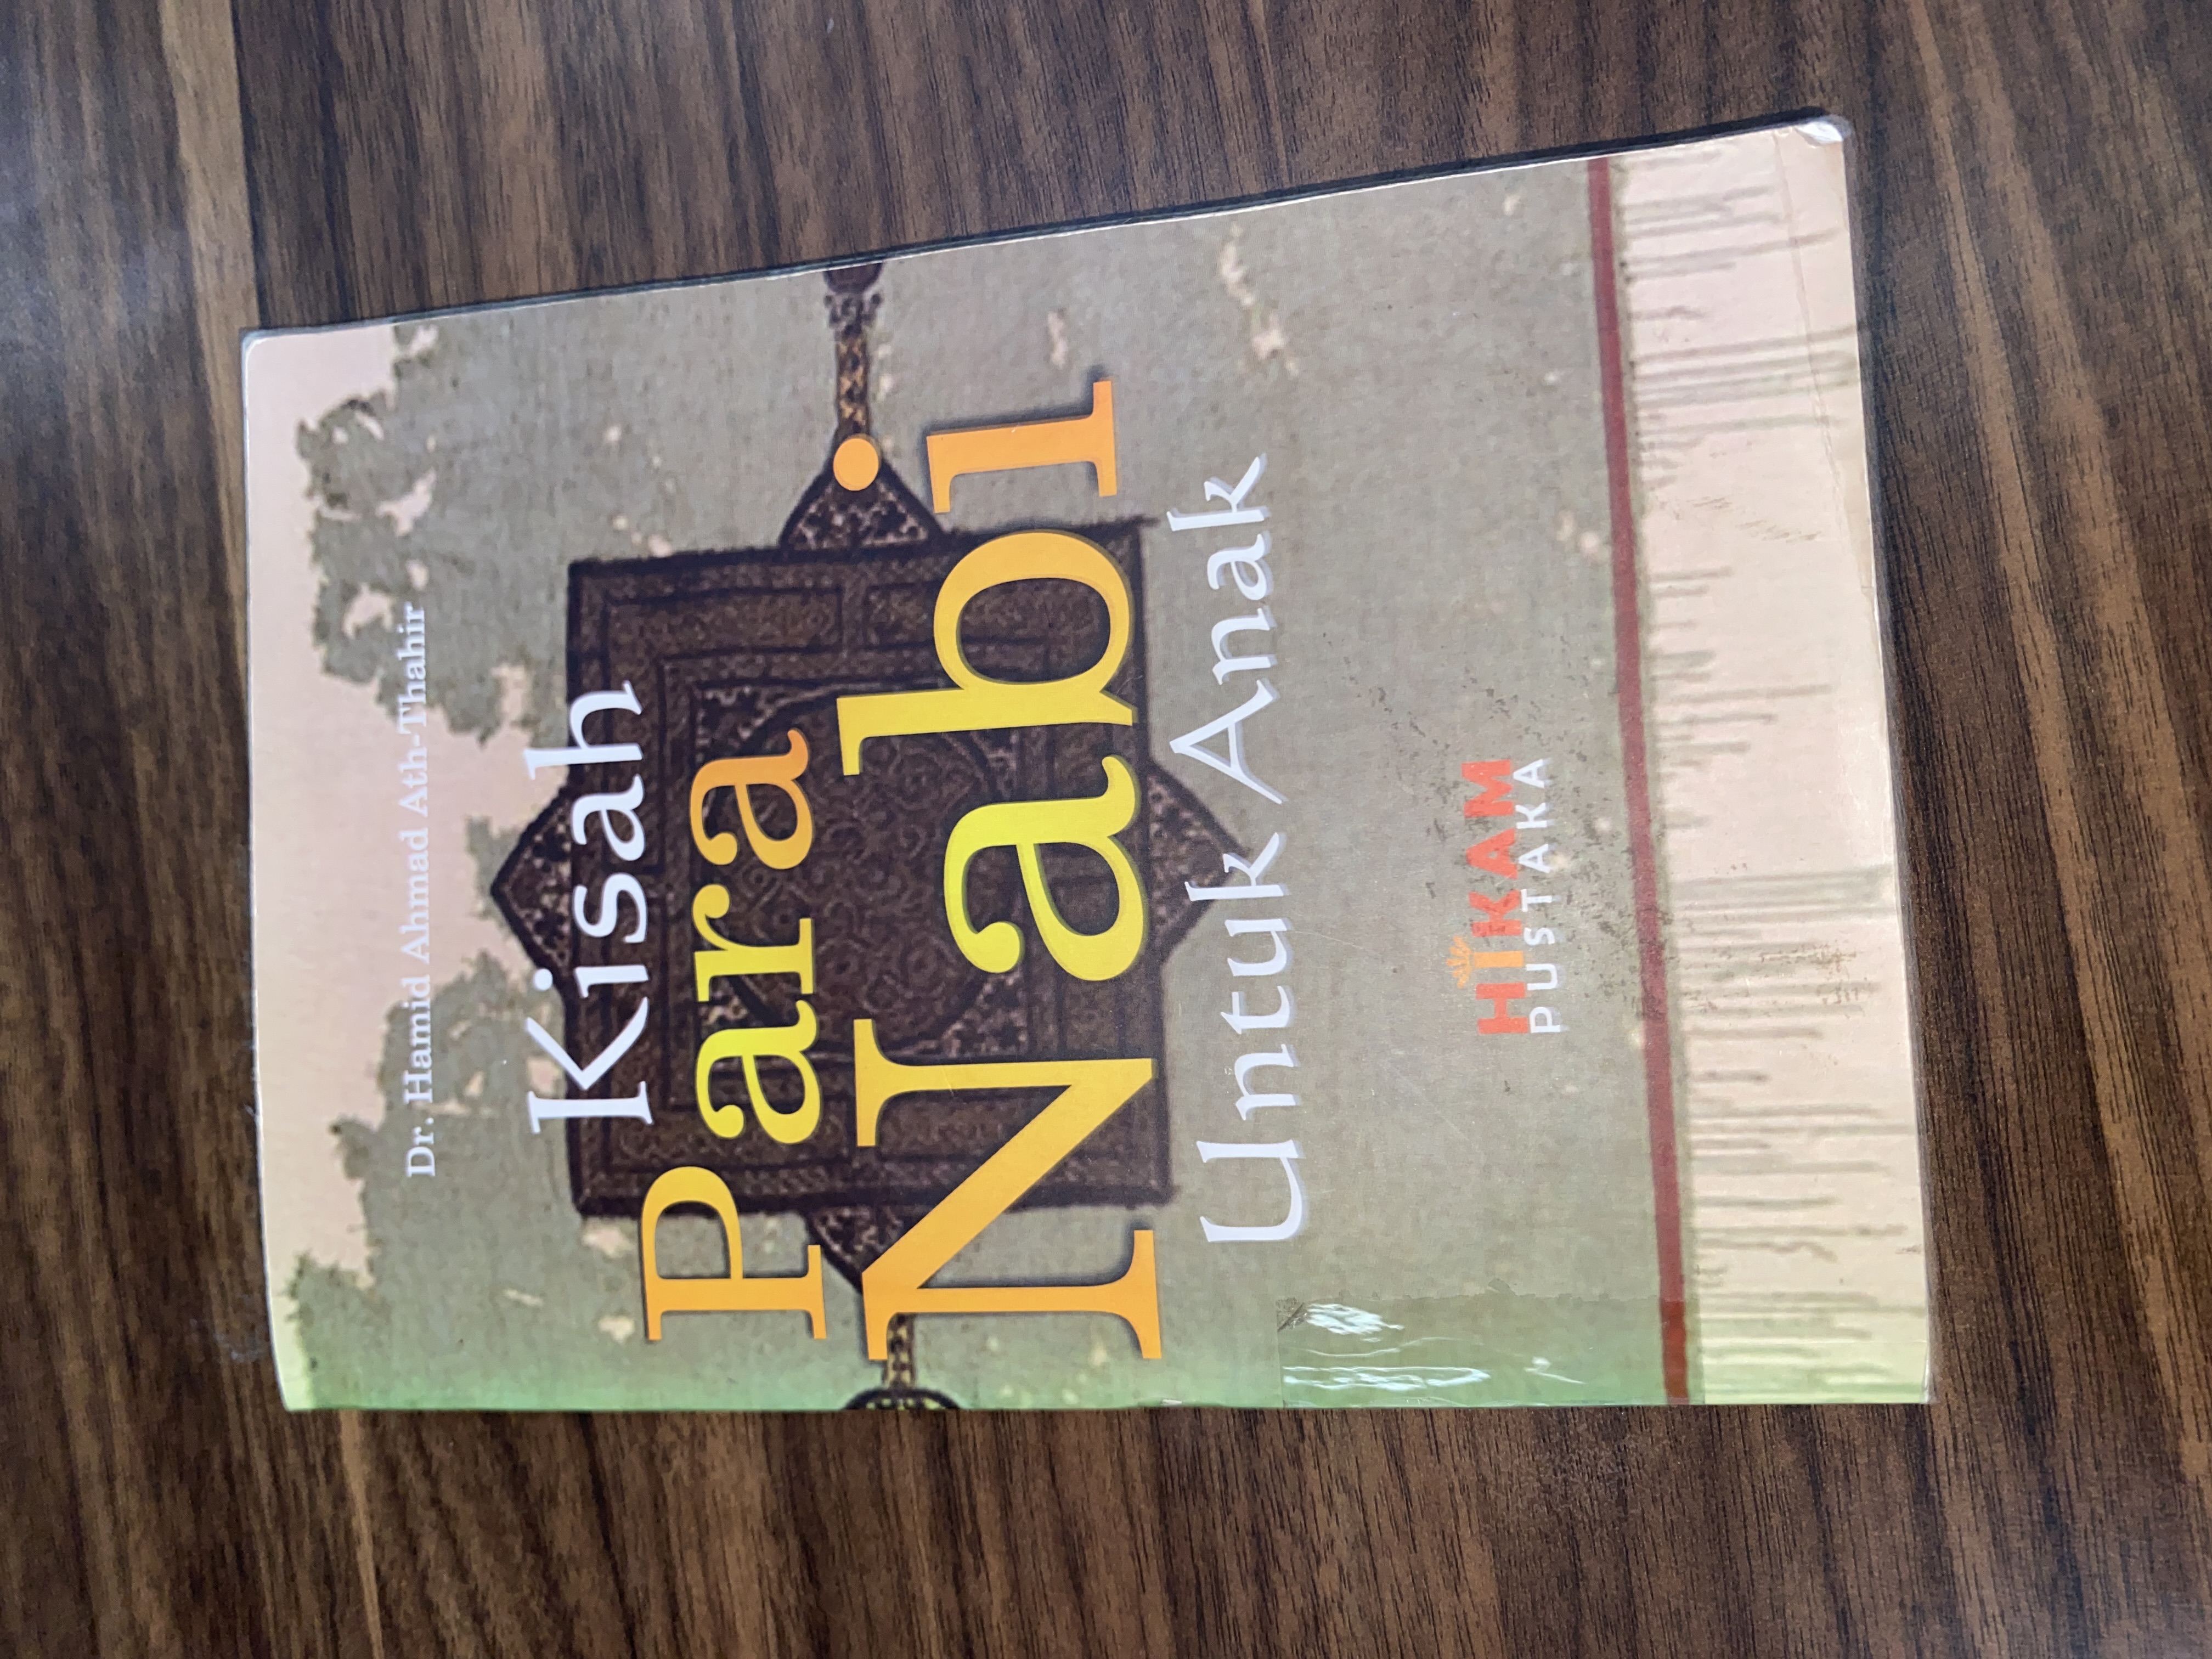 Dr. Hamid Ahmad Ath-Thahir
Kisah
Para
Nabi
Untuk Anak
HIKAM
PUSTAKA